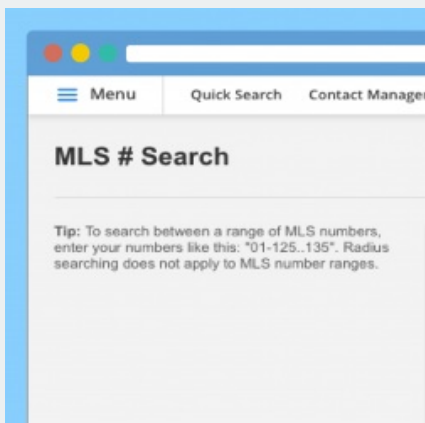 Menu Quick Search Contact Manager
MLS # Search
Tip: To search between a range of MLS numbers,
enter your numbers like this: "01-125..135". Radius
searching does not apply to MLS number ranges.